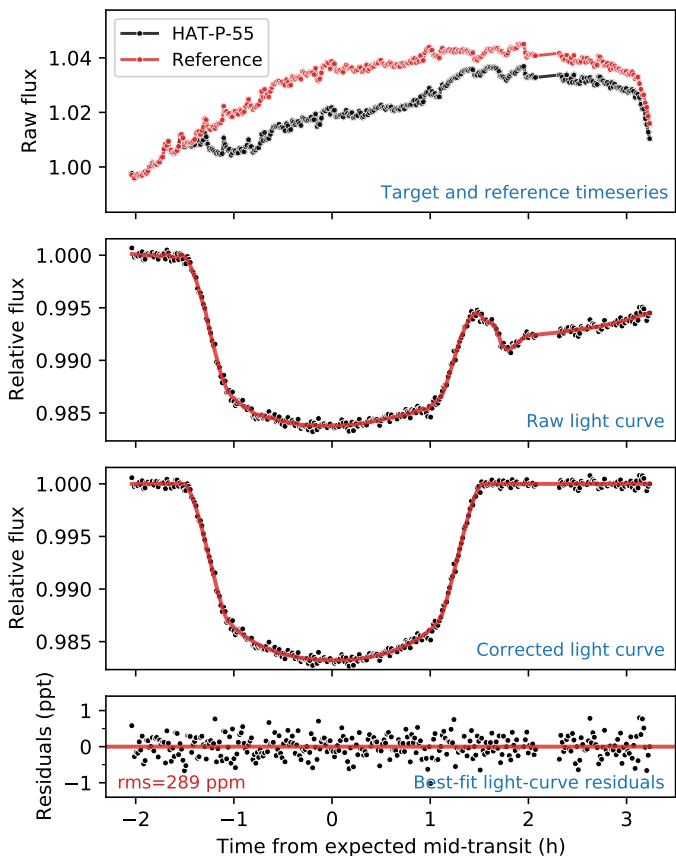 HAT-P-55
Reference
1.04
1.02
1.00
Raw flux
Target and reference timeseries
1.000
0.995
0.990
0.985
Relative flux
Raw light curve
1.000
0.995
0.990
0.985
Relative flux
Corrected light curve
1
0
−1
Residuals (ppt)
rms=289 ppm
Best-fit light-curve residuals
−2
−1
0
1
2
3
Time from expected mid-transit (h)